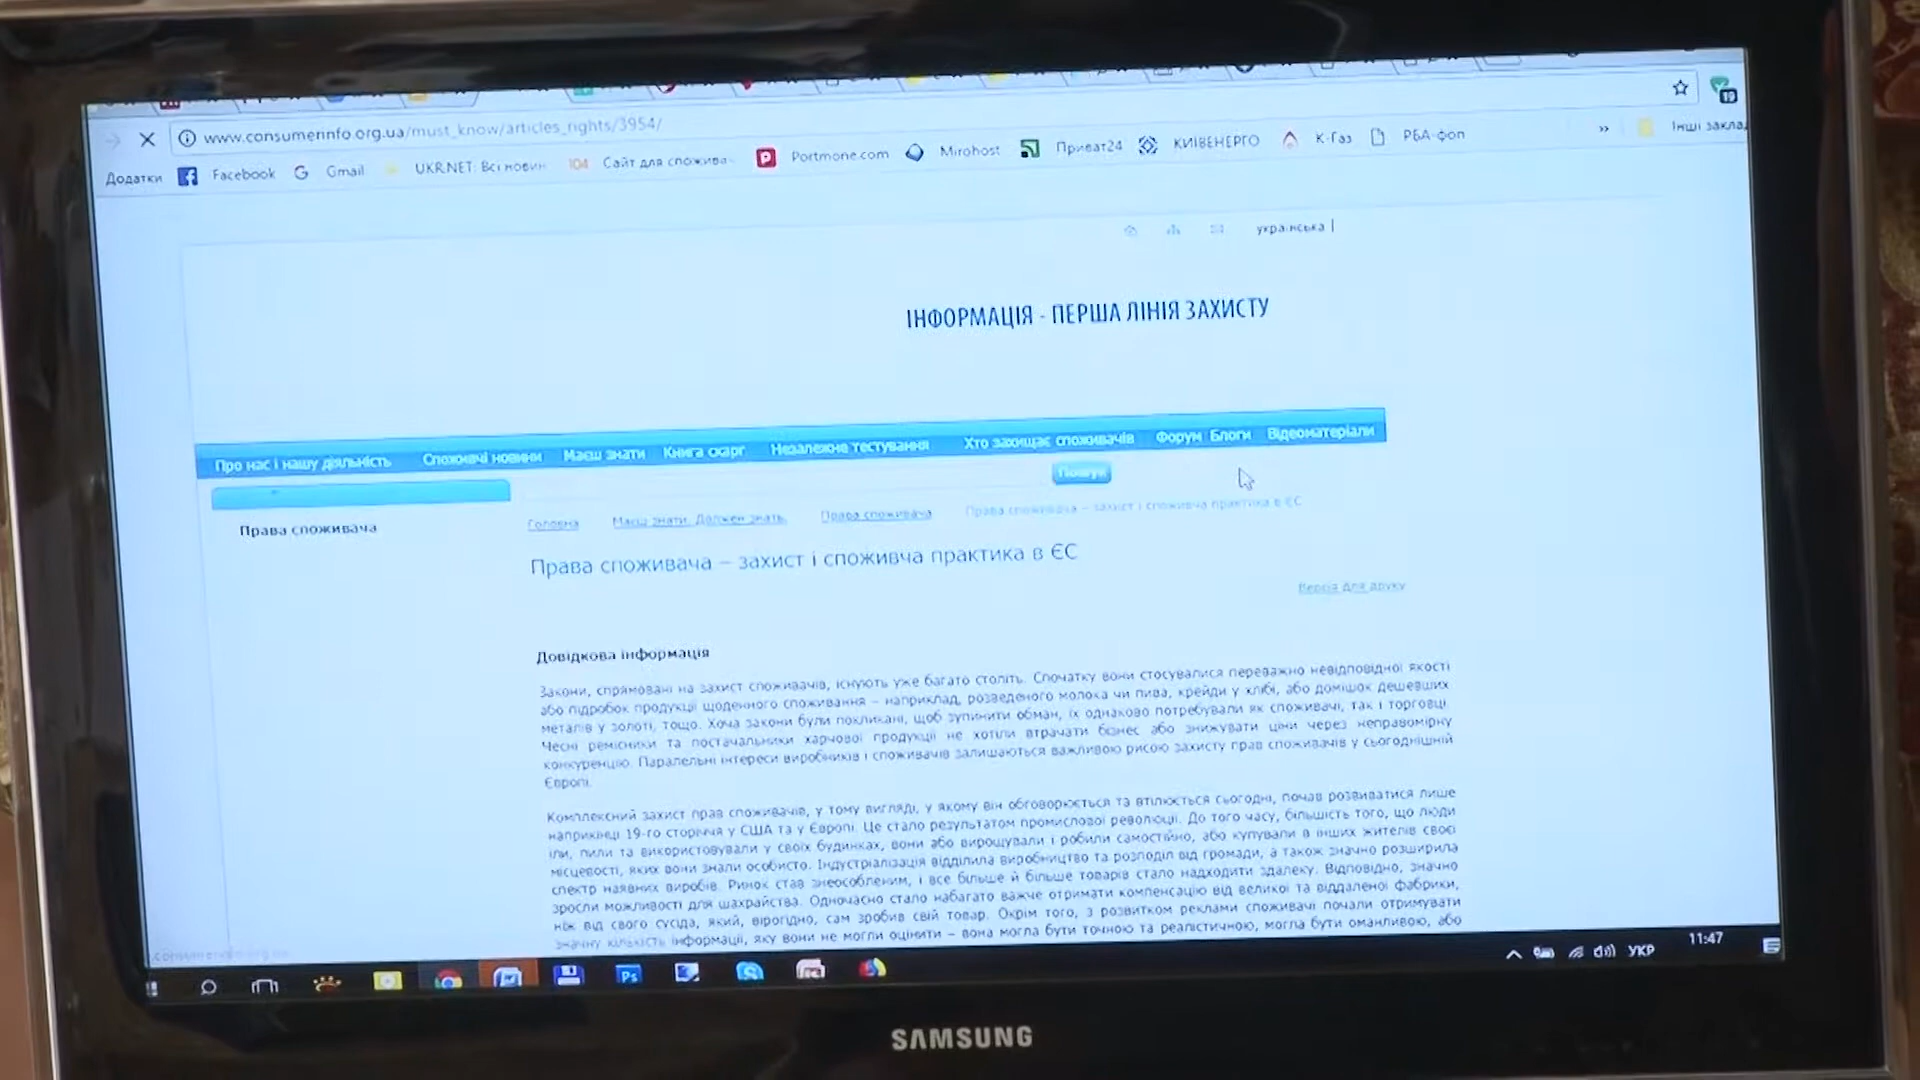 www.consumerinfo.org.ua/must_know/articles_rights/3954/
19
Додатки Facebook Gmail UKR.NET: Всі новин Сайт для спожива Portmone.com Mirohost Приват24 КИЇВЕНЕРГО К-Газ РБА-фоп » Інші заклад
українська |
ІНФОРМАЦІЯ - ПЕРША ЛІНІЯ ЗАХИСТУ
Про нас і нашу діяльність Споживчі новини Маєш знати Книга скарг Незалежне тестування Хто захищає споживачів Форум Блоги Відеоматеріали
Пошук
Права споживача
Головна Маєш знати. Должен знать. Права споживача Права споживача – захист і споживча практика в ЄС
Права споживача – захист і споживча практика в ЄС
Версія для друку
Довідкова інформація
Закони, спрямовані на захист споживачів, існують уже багато століть. Спочатку вони стосувалися переважно невідповідної якості
або підробок продукції щоденного споживання – наприклад, розведеного молока чи пива, крейди у хлібі, або домішок дешевших
металів у золоті, тощо. Хоча закони були покликані, щоб зупинити обман, їх однаково потребували як споживачі, так і торговці.
Чесні ремісники та постачальники харчової продукції не хотіли втрачати бізнес або знижувати ціни через неправомірну
конкуренцію. Паралельні інтереси виробників і споживачів залишаються важливою рисою захисту прав споживачів у сьогоднішній
Європі.
Комплексний захист прав споживачів, у тому вигляді, у якому він обговорюється та втілюється сьогодні, почав розвиватися лише
наприкінці 19-го сторіччя у США та у Європі. Це стало результатом промислової революції. До того часу, більшість того, що люди
їли, пили та використовували у своїх будинках, вони або вирощували і робили самостійно, або купували в інших жителів своєї
місцевості, яких вони знали особисто. Індустріалізація відділила виробництво та розподіл від громади, а також значно розширила
спектр наявних виробів. Ринок став знеособленим, і все більше й більше товарів стало надходити здалеку. Відповідно, значно
зросли можливості для шахрайства. Одночасно стало набагато важче отримати компенсацію від великої та віддаленої фабрики,
ніж від свого сусіда, який, вірогідно, сам зробив свій товар. Окрім того, з розвитком реклами споживачі почали отримувати
значну кількість інформації, яку вони не могли оцінити – вона могла бути точною та реалістичною, могла бути оманливою, або
УКР 11:47
SAMSUNG